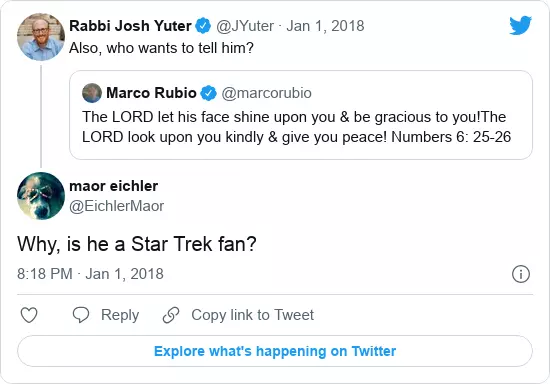 Rabbi Josh Yuter @JYuter · Jan 1, 2018
Also, who wants to tell him?
Marco Rubio @marcorubio
The LORD let his face shine upon you & be gracious to you!The
LORD look upon you kindly & give you peace! Numbers 6: 25-26
maor eichler
@EichlerMaor
Why, is he a Star Trek fan?
8:18 PM · Jan 1, 2018
Reply Copy link to Tweet
Explore what's happening on Twitter